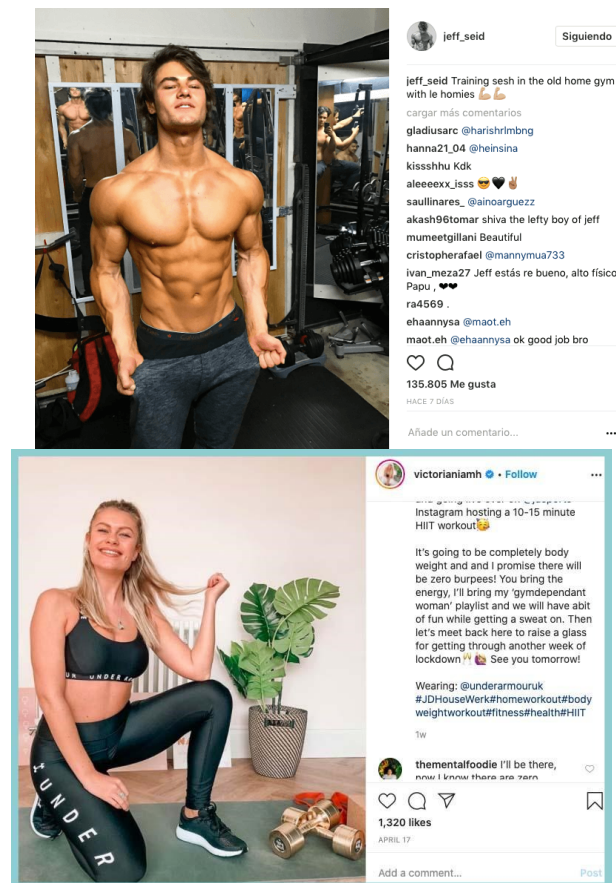 jeff_seid
Siguiendo
jeff_seid Training sesh in the old home gym
with le homies 💪🏼💪🏼
cargar más comentarios
gladiusarc @harishrlmbng
hanna21_04 @heinsina
kissshhu Kdk
aleeeexx_isss 😎🖤✌🏽
saullinares_ @ainoarguezz
akash96tomar shiva the lefty boy of jeff
mumeetgillani Beautiful
cristopherafael @mannymua733
ivan_meza27 Jeff estás re bueno, alto físico
Papu , ❤❤
ra4569 .
ehaannysa @maot.eh
maot.eh @ehaannysa ok good job bro
135.805 Me gusta
HACE 7 DÍAS
Añade un comentario...
victorianiamh • Follow
Instagram hosting a 10-15 minute
HIIT workout🥳
It's going to be completely body
weight and and I promise there will
be zero burpees! You bring the
energy, I'll bring my 'gymdependant
woman' playlist and we will have abit
of fun while getting a sweat on. Then
let's meet back here to raise a glass
for getting through another week of
lockdown🥂🙋🏼‍♀️ See you tomorrow!
Wearing: @underarmouruk
#JDHouseWerk#homeworkout#body
weightworkout#fitness#health#HIIT
1w
thementalfoodie I'll be there,
now I know there are zero
1,320 likes
APRIL 17
Add a comment...
Post
UNDER
UNDER